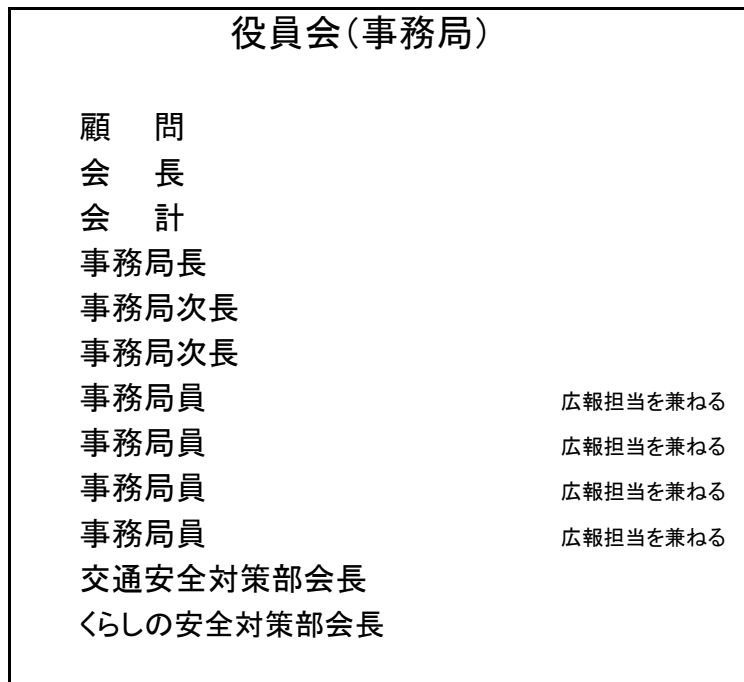 役員会（事務局）
顧　問
会　長
会　計
事務局長
事務局次長
事務局次長
事務局員　広報担当を兼ねる
事務局員　広報担当を兼ねる
事務局員　広報担当を兼ねる
事務局員　広報担当を兼ねる
交通安全対策部会長
くらしの安全対策部会長